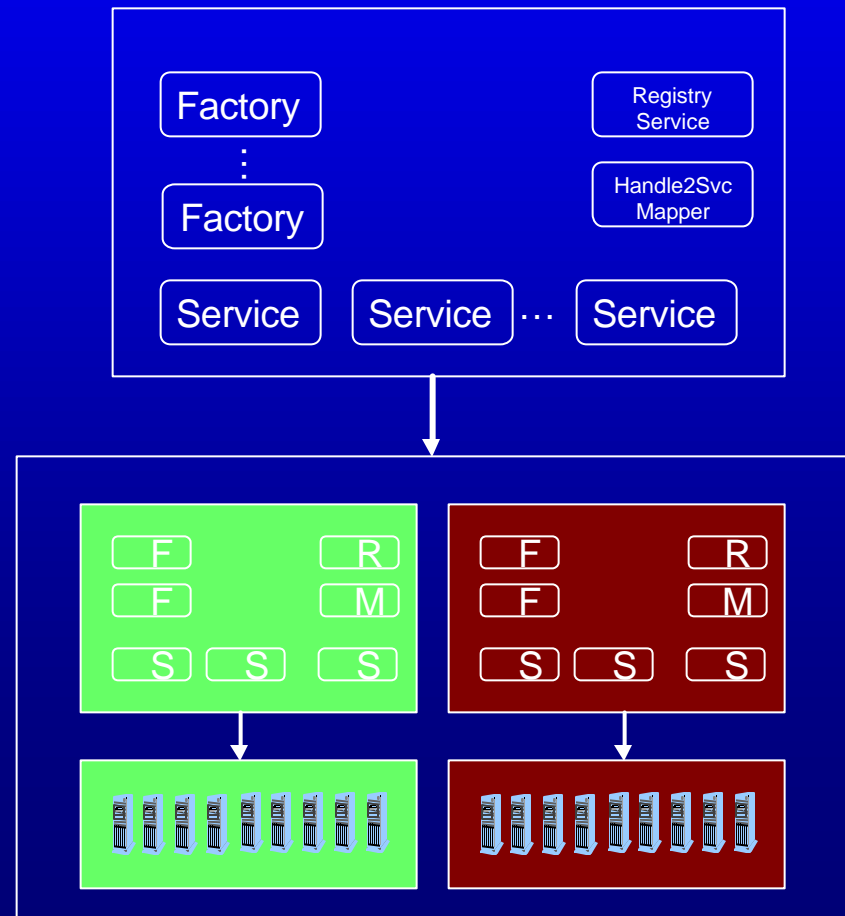 Factory
Registry
Service
⋮
Handle2Svc
Mapper
Factory
Service
Service
...
Service
F
R
F
R
F
M
F
M
S
S
S
S
S
S